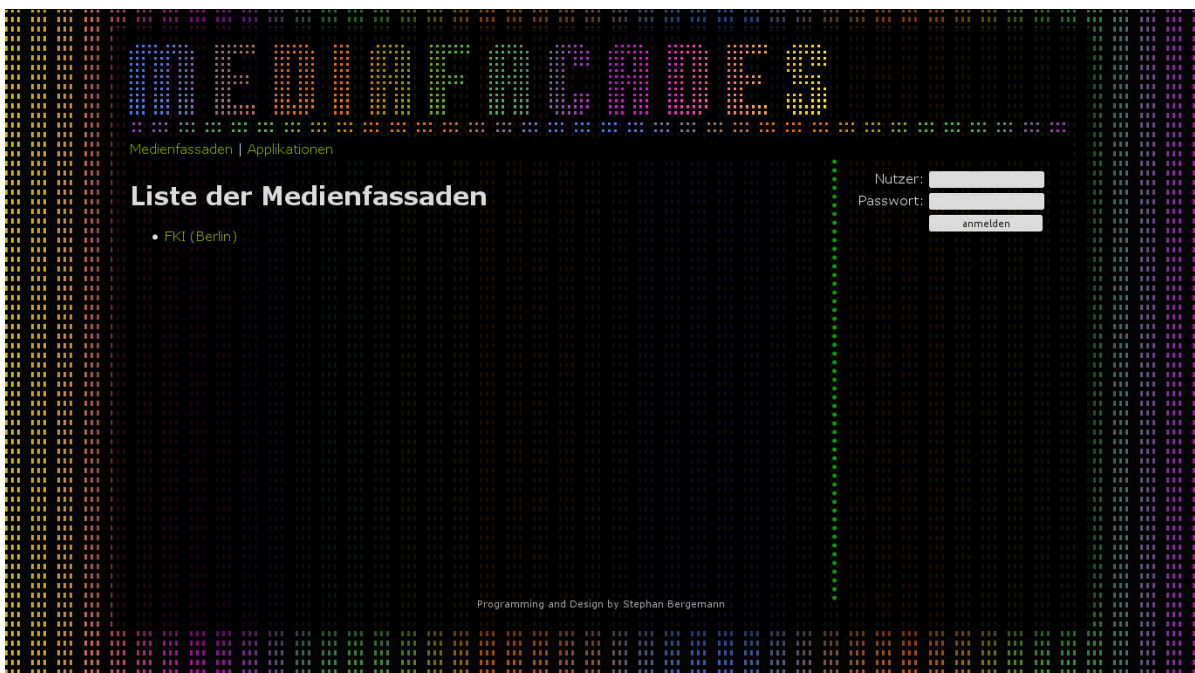 MEDIAFACADES
Medienfassaden | Applikationen
Liste der Medienfassaden
FKI (Berlin)
Nutzer:
Passwort:
anmelden
Programming and Design by Stephan Bergemann